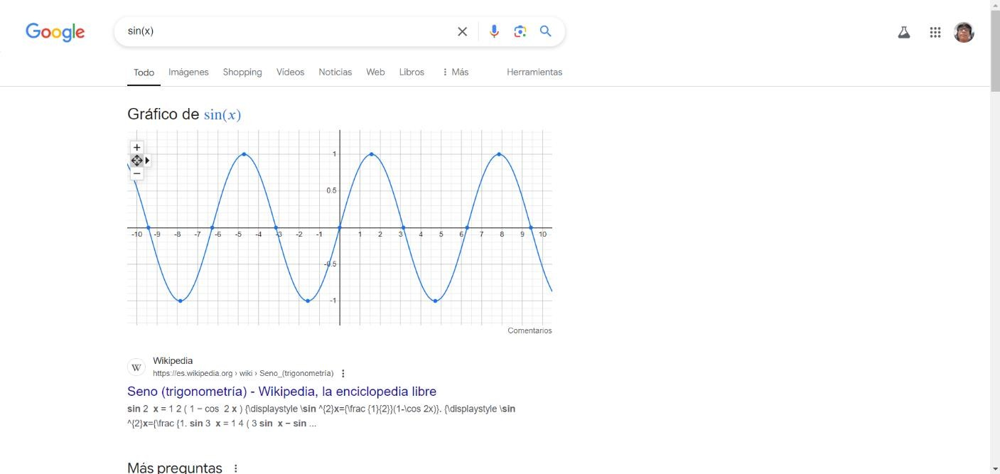 Google
sin(x)
Todo Imágenes Shopping Vídeos Noticias Web Libros Más Herramientas
Gráfico de sin(x)
+
−
1
0.5
-10 -9 -8 -7 -6 -5 -4 -3 -2 -1 1 2 3 4 5 6 7 8 9 10
-0.5
-1
Comentarios
W
Wikipedia
https://es.wikipedia.org › wiki › Seno_(trigonometría)
Seno (trigonometría) - Wikipedia, la enciclopedia libre
sin 2 x = 1 2 ( 1 − cos 2 x ) {\displaystyle \sin ^{2}x={\frac {1}{2}}(1-\cos 2x)}. {\displaystyle \sin
^{2}x={\frac {1. sin 3 x = 1 4 ( 3 sin x − sin ...
Más preguntas